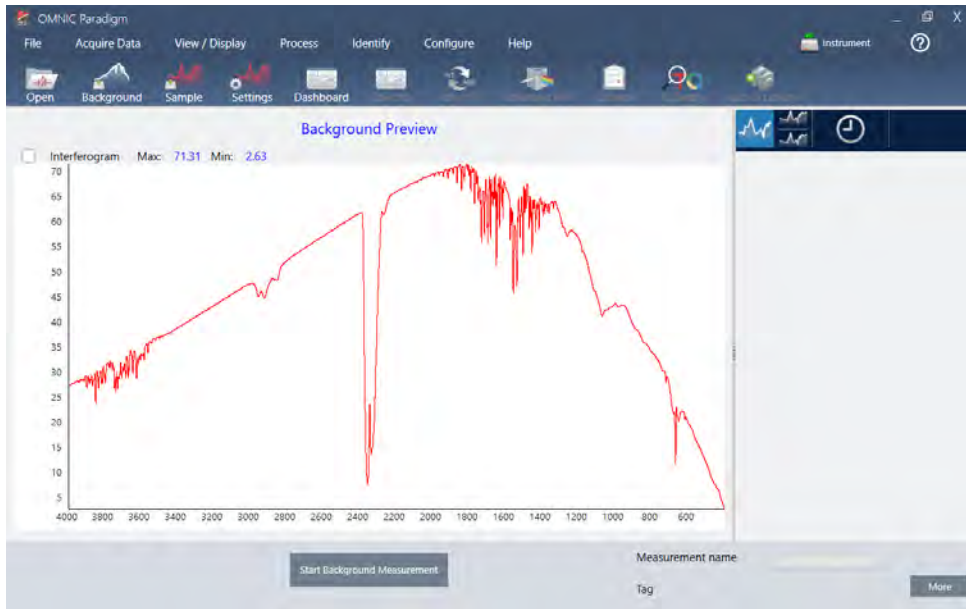 OMNIC Paradigm
File Acquire Data View / Display Process Identify Configure Help Instrument
Open Background Sample Settings Dashboard
Background Preview
Interferogram Max: 71.31 Min: 2.63
70
65
60
55
50
45
40
35
30
25
20
15
10
5
4000 3800 3600 3400 3200 3000 2800 2600 2400 2200 2000 1800 1600 1400 1200 1000 800 600
Start Background Measurement
Measurement name
Tag
More